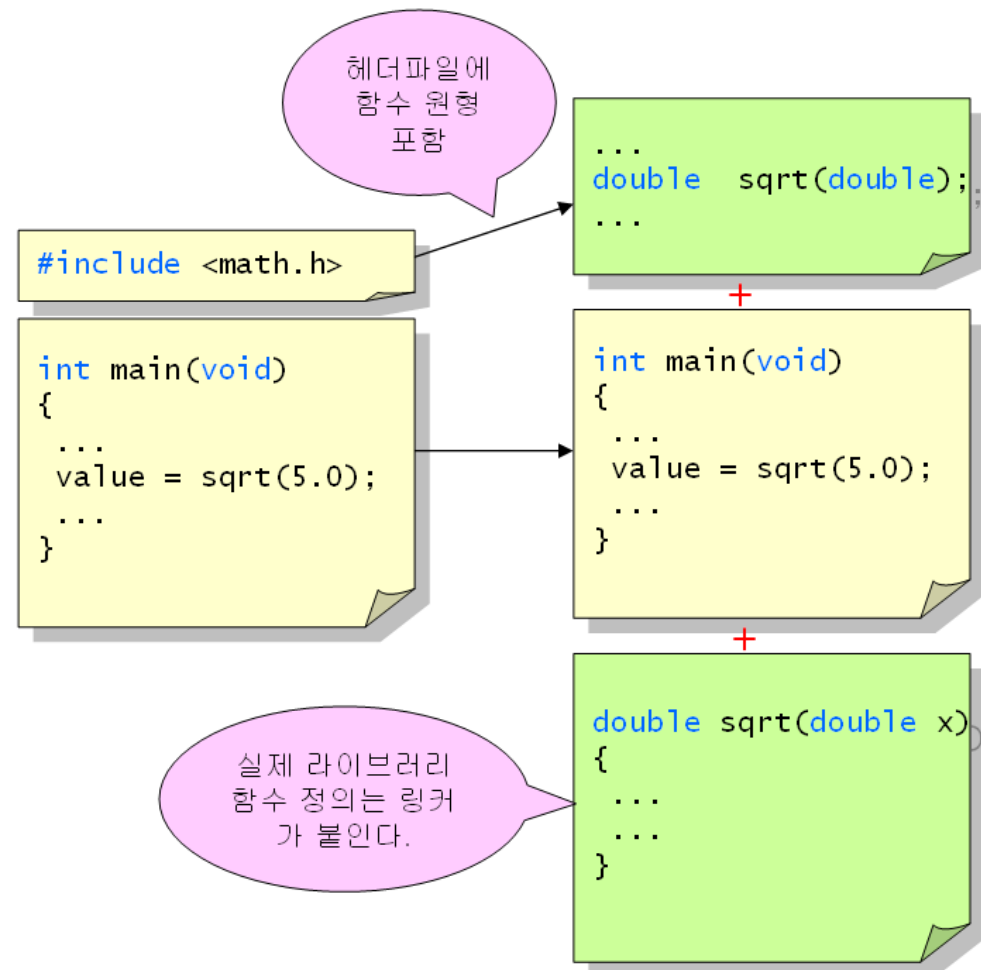 헤더파일에
함수 원형
포함
...
double sqrt(double);
...
#include <math.h>
+
int main(void)
{
...
value = sqrt(5.0);
...
}
int main(void)
{
...
value = sqrt(5.0);
...
}
+
실제 라이브러리
함수 정의는 링커
가 붙인다.
double sqrt(double x)
{
...
...
}